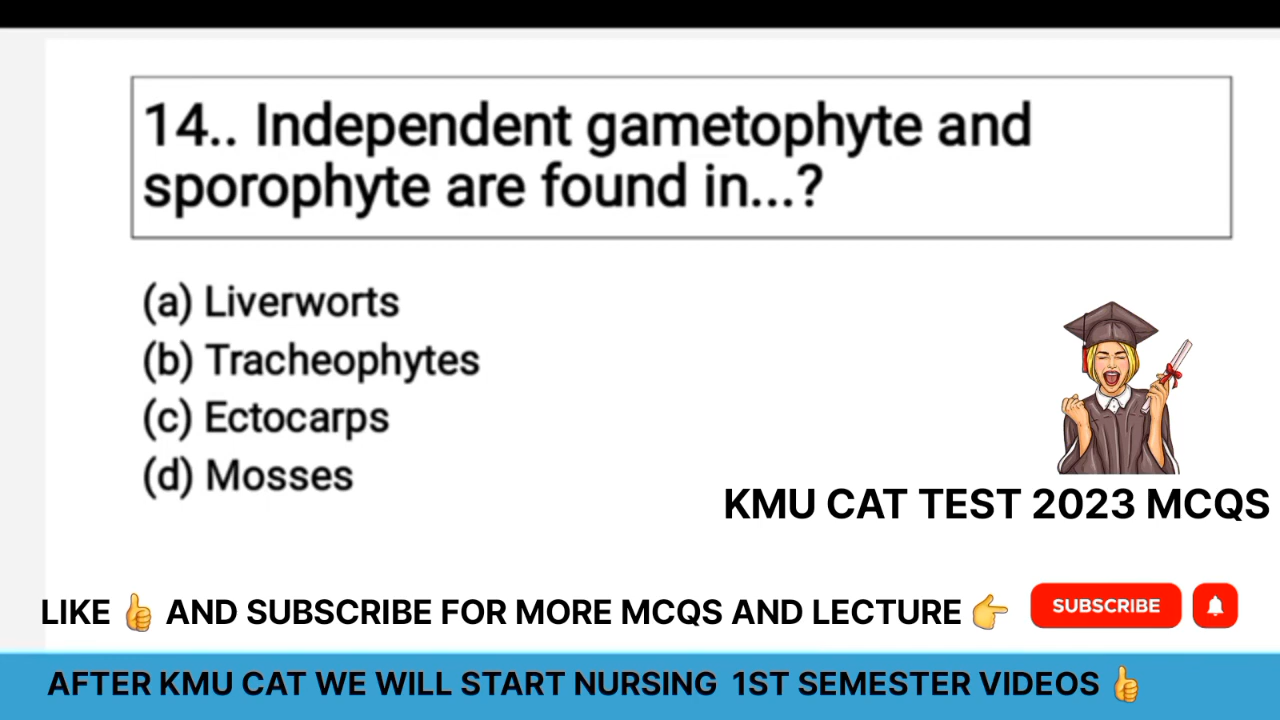 14.. Independent gametophyte and
sporophyte are found in...?
(a) Liverworts
(b) Tracheophytes
(c) Ectocarps
(d) Mosses
KMU CAT TEST 2023 MCQS
LIKE 👍 AND SUBSCRIBE FOR MORE MCQS AND LECTURE 👉 SUBSCRIBE
AFTER KMU CAT WE WILL START NURSING 1ST SEMESTER VIDEOS 👍